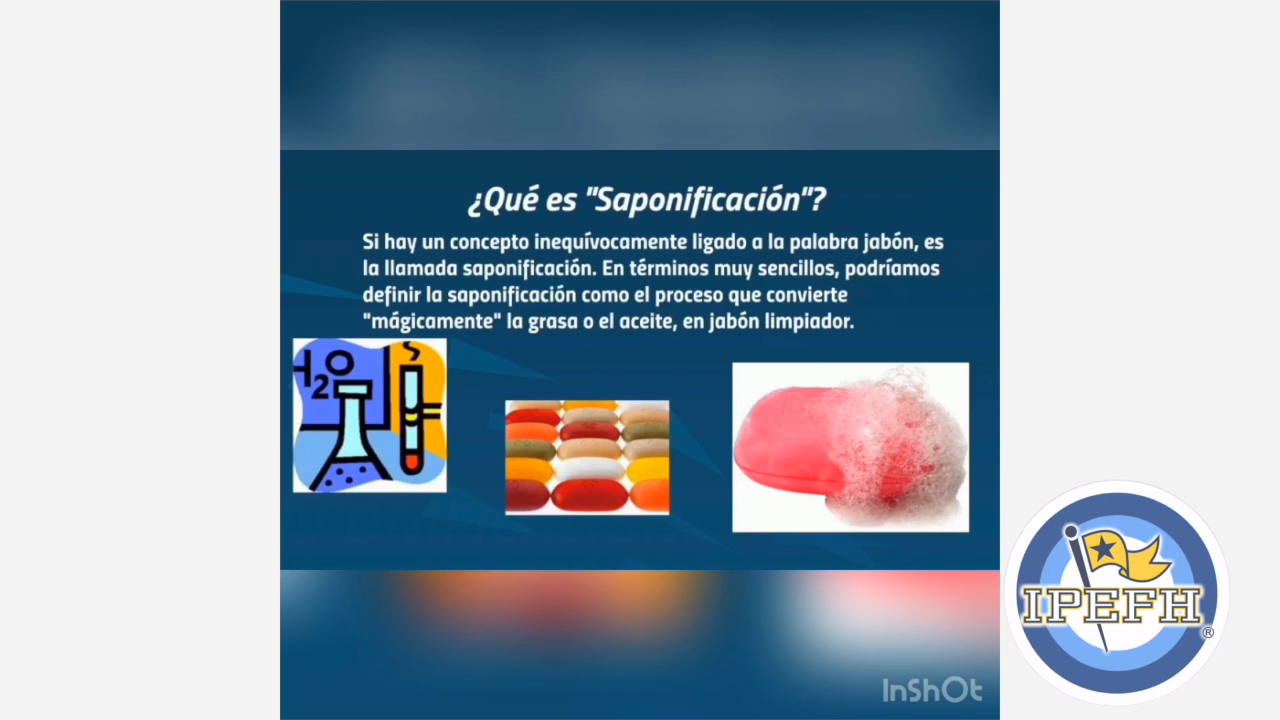 ¿Qué es "Saponificación"?
Si hay un concepto inequívocamente ligado a la palabra jabón, es
la llamada saponificación. En términos muy sencillos, podríamos
definir la saponificación como el proceso que convierte
"mágicamente" la grasa o el aceite, en jabón limpiador.
H₂O
IPEFH
®
InShOt